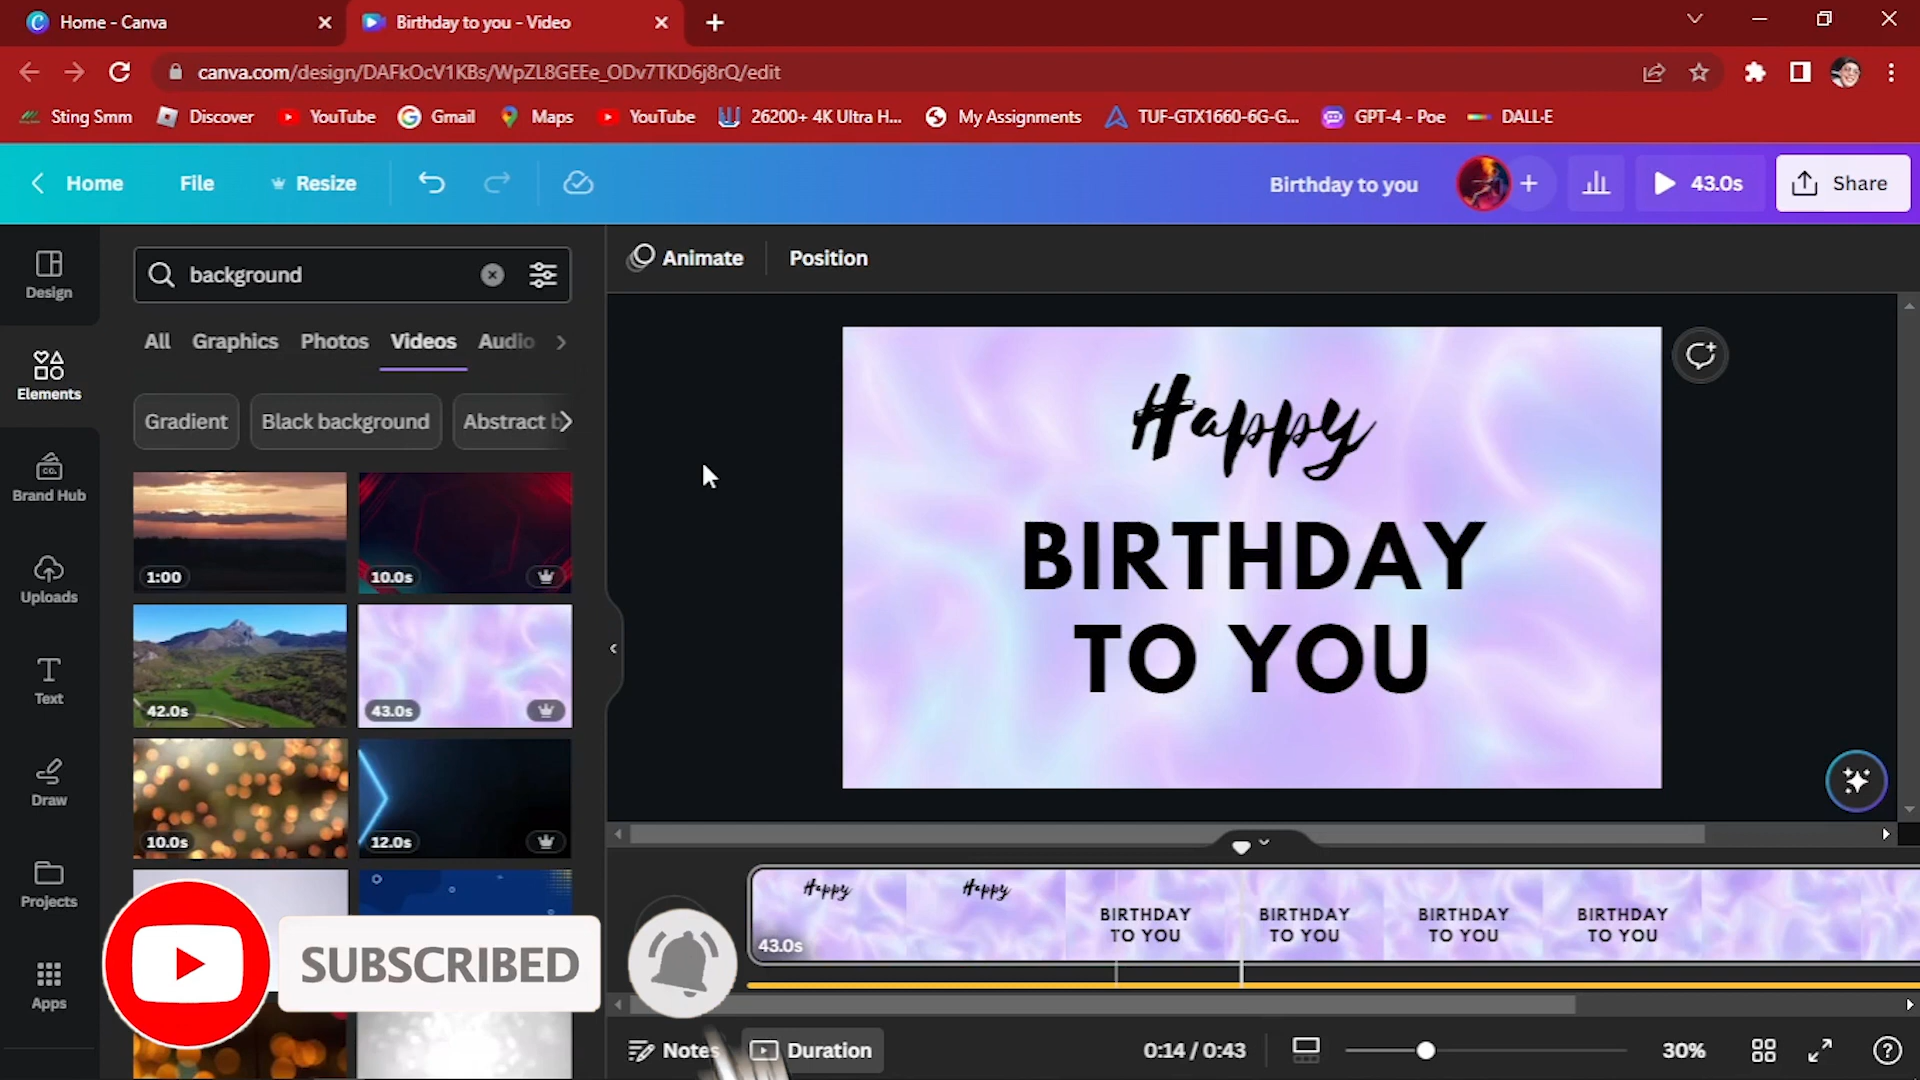 Home - Canva
Birthday to you - Video
canva.com/design/DAFkOcV1KBs/WpZL8GEEe_ODv7TKD6j8rQ/edit
Sting Smm
Discover
YouTube
Gmail
Maps
YouTube
26200+ 4K Ultra H...
My Assignments
TUF-GTX1660-6G-G...
GPT-4 - Poe
DALL·E
Home
File
Resize
Birthday to you
43.0s
Share
Design
Elements
Brand Hub
Uploads
Text
Draw
Projects
Apps
background
All
Graphics
Photos
Videos
Audio
Gradient
Black background
Abstract b
1:00
10.0s
42.0s
43.0s
10.0s
12.0s
Animate
Position
Happy
BIRTHDAY
TO YOU
Happy
Happy
BIRTHDAY
TO YOU
BIRTHDAY
TO YOU
BIRTHDAY
TO YOU
BIRTHDAY
TO YOU
43.0s
SUBSCRIBED
Notes
Duration
0:14 / 0:43
30%